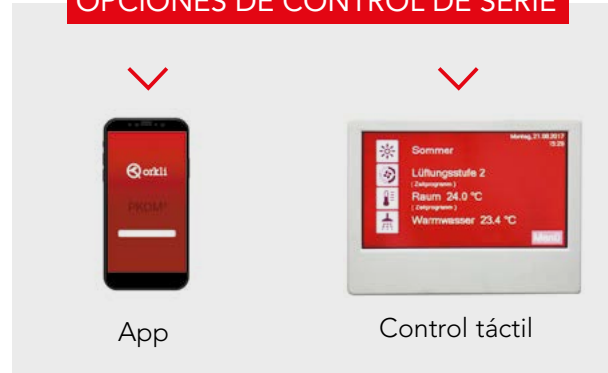 OPCIONES DE CONTROL DE SERIE
orkli
PKOM⁴
App
Montag, 21.08.2017
15:29
Sommer
Lüftungsstufe 2
( Zeitprogramm )
Raum 24.0 °C
( Zeitprogramm )
Warmwasser 23.4 °C
Menü
Control táctil